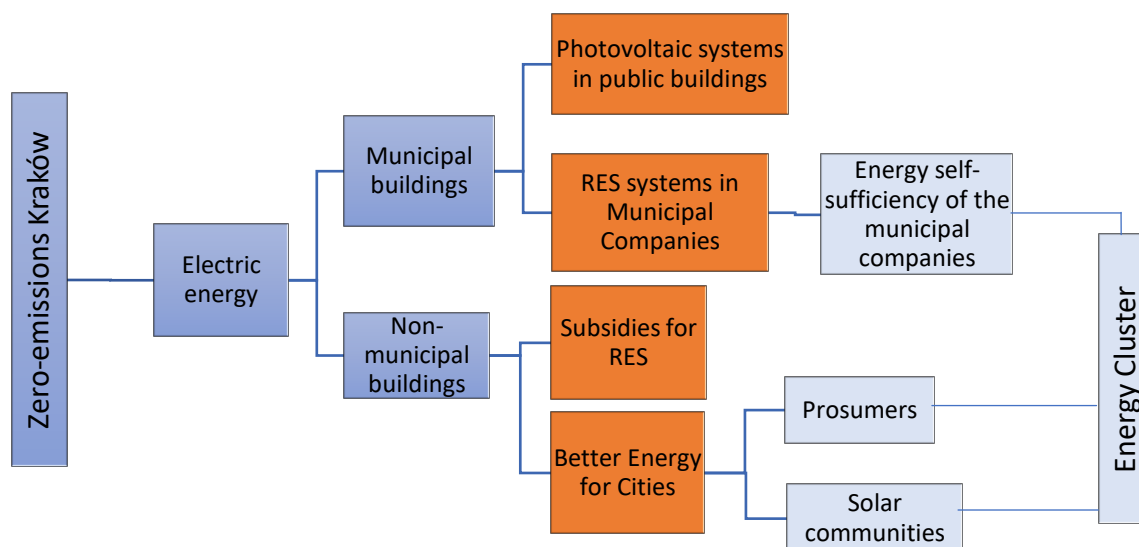 Zero-emissions Kraków
Electric
energy
Municipal
buildings
Non-
municipal
buildings
Photovoltaic systems
in public buildings
RES systems in
Municipal
Companies
Subsidies for
RES
Better Energy
for Cities
Energy self-
sufficiency of the
municipal
companies
Prosumers
Solar
communities
Energy Cluster